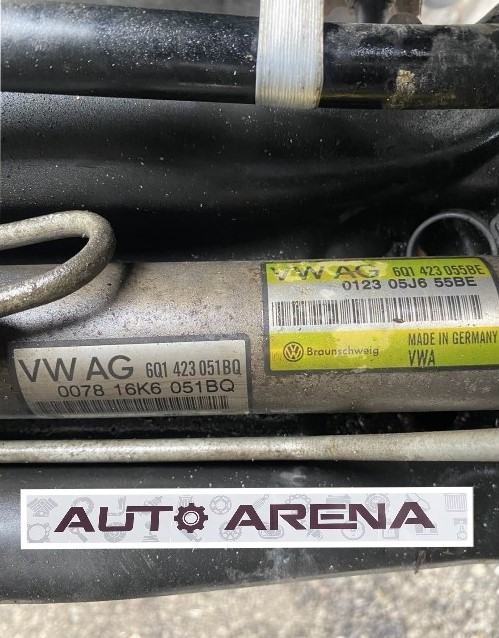 VW AG 6Q1 423 055BE
0123 05J6 55BE
Braunschweig
MADE IN GERMANY
VWA
VW AG 6Q1 423 051BQ
0078 16K6 051BQ
AUTO ARENA